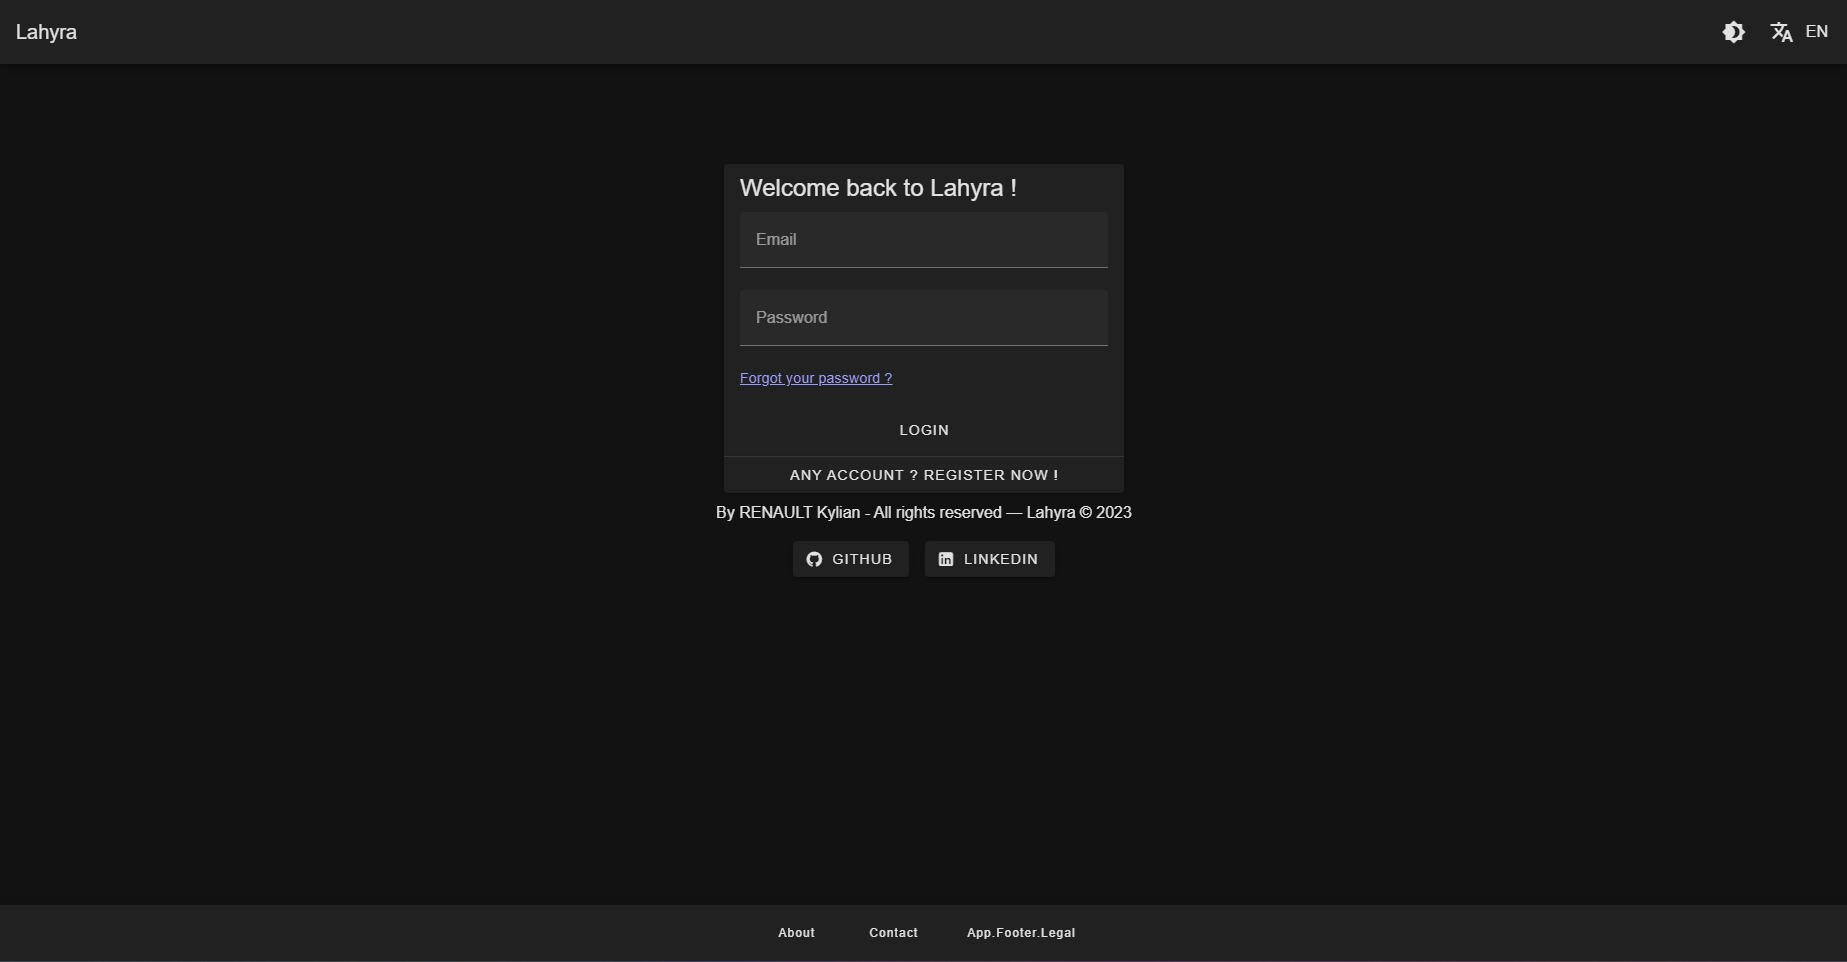 Lahyra
EN
Welcome back to Lahyra !
Email
Password
Forgot your password ?
LOGIN
ANY ACCOUNT ? REGISTER NOW !
By RENAULT Kylian - All rights reserved — Lahyra © 2023
GITHUB
LINKEDIN
About
Contact
App.Footer.Legal